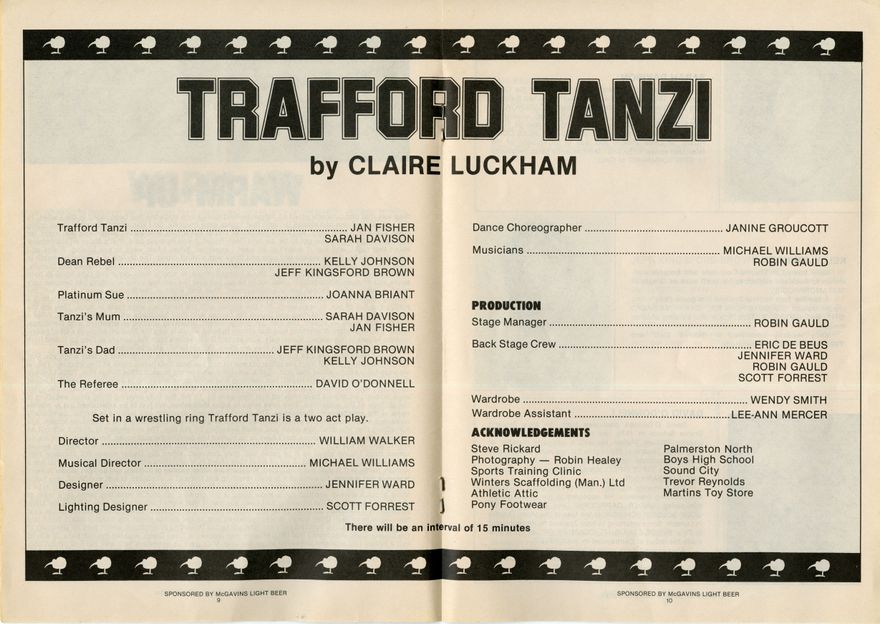 TRAFFORD TANZI
by CLAIRE LUCKHAM
Trafford Tanzi ........ JAN FISHER
SARAH DAVISON
Dean Rebel ........ KELLY JOHNSON
JEFF KINGSFORD BROWN
Platinum Sue ........ JOANNA BRIANT
Tanzi's Mum ........ SARAH DAVISON
JAN FISHER
Tanzi's Dad ........ JEFF KINGSFORD BROWN
KELLY JOHNSON
The Referee ........ DAVID O'DONNELL
Set in a wrestling ring Trafford Tanzi is a two act play.
Director ........ WILLIAM WALKER
Musical Director ........ MICHAEL WILLIAMS
Designer ........ JENNIFER WARD
Lighting Designer ........ SCOTT FORREST
Dance Choreographer ........ JANINE GROUCOTT
Musicians ........ MICHAEL WILLIAMS
ROBIN GAULD
PRODUCTION
Stage Manager ........ ROBIN GAULD
Back Stage Crew ........ ERIC DE BEUS
JENNIFER WARD
ROBIN GAULD
SCOTT FORREST
Wardrobe ........ WENDY SMITH
Wardrobe Assistant ........ LEE-ANN MERCER
ACKNOWLEDGEMENTS
Steve Rickard
Photography — Robin Healey
Sports Training Clinic
Winters Scaffolding (Man.) Ltd
Athletic Attic
Pony Footwear
Palmerston North
Boys High School
Sound City
Trevor Reynolds
Martins Toy Store
There will be an interval of 15 minutes
SPONSORED BY McGAVINS LIGHT BEER
9
SPONSORED BY McGAVINS LIGHT BEER
10